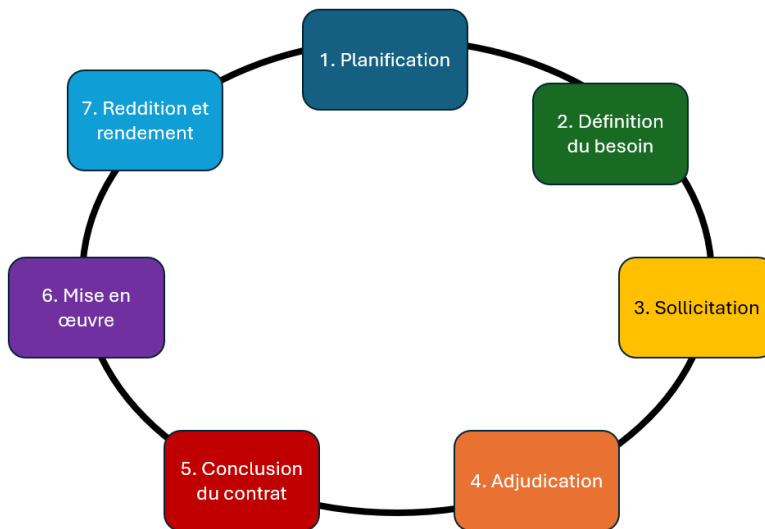 1. Planification
2. Définition
du besoin
3. Sollicitation
4. Adjudication
5. Conclusion
du contrat
6. Mise en
œuvre
7. Reddition et
rendement